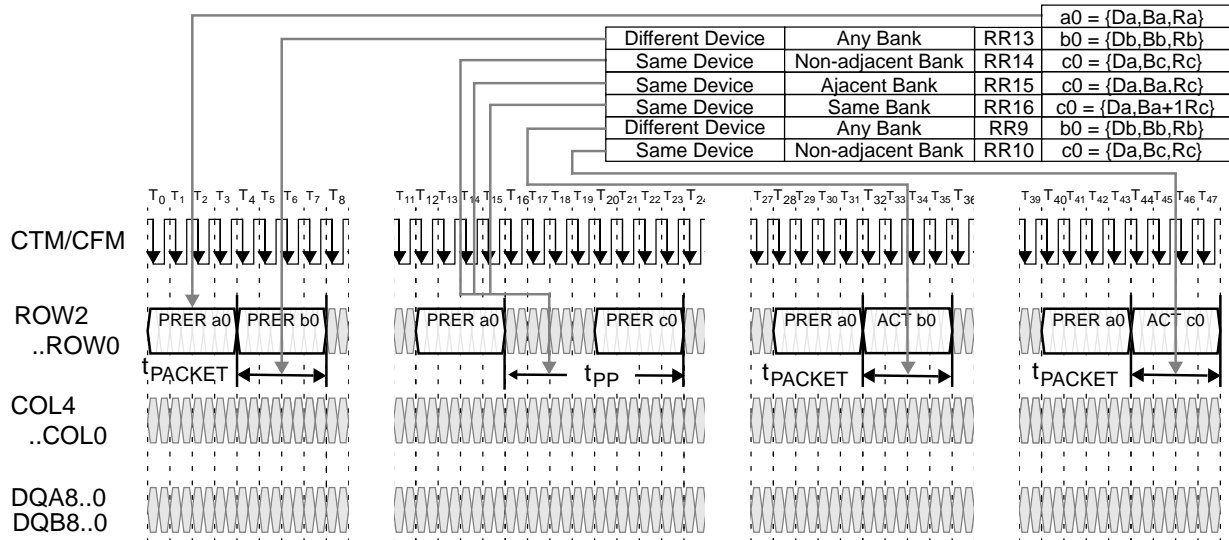 a0 = {Da,Ba,Ra}
Different Device Any Bank RR13 b0 = {Db,Bb,Rb}
Same Device Non-adjacent Bank RR14 c0 = {Da,Bc,Rc}
Same Device Ajacent Bank RR15 c0 = {Da,Ba,Rc}
Same Device Same Bank RR16 c0 = {Da,Ba+1Rc}
Different Device Any Bank RR9 b0 = {Db,Bb,Rb}
Same Device Non-adjacent Bank RR10 c0 = {Da,Bc,Rc}
T0 T1 T2 T3 T4 T5 T6 T7 T8 T11 T12 T13 T14 T15 T16 T17 T18 T19 T20 T21 T22 T23 T24 T27 T28 T29 T30 T31 T32 T33 T34 T35 T36 T39 T40 T41 T42 T43 T44 T45 T46 T47
CTM/CFM
ROW2
..ROW0
PRER a0 PRER b0 PRER a0 PRER c0 PRER a0 ACT b0 PRER a0 ACT c0
tPACKET tPP tPACKET tPACKET
COL4
..COL0
DQA8..0
DQB8..0